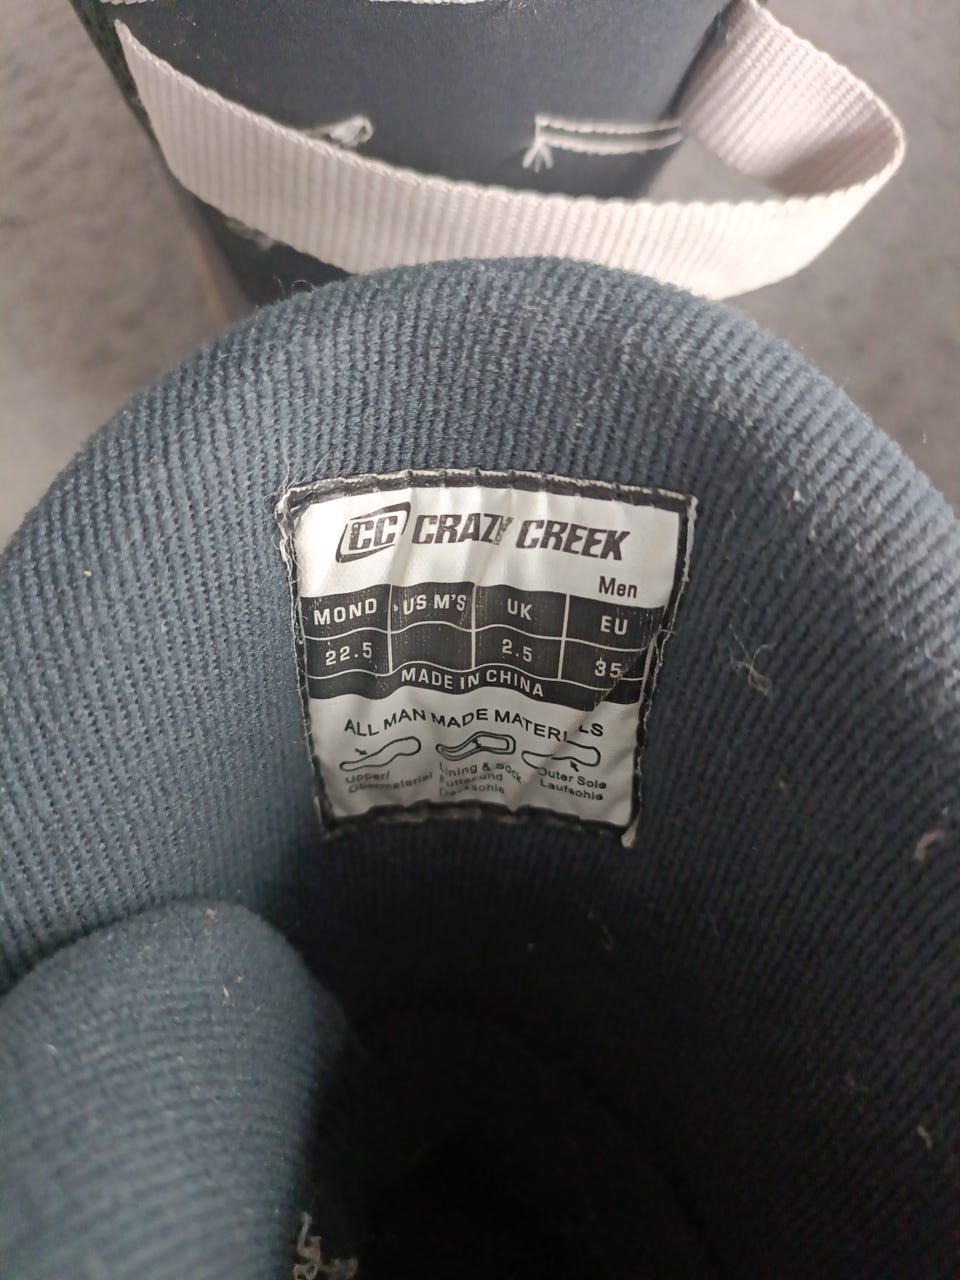 CC CRAZY CREEK
Men
MOND US M'S UK EU
22.5 2.5 35
MADE IN CHINA
ALL MAN MADE MATERIALS
Upper/ Lining & sock Outer Sole
Obermaterial Futter und Laufsohle
Decksohle